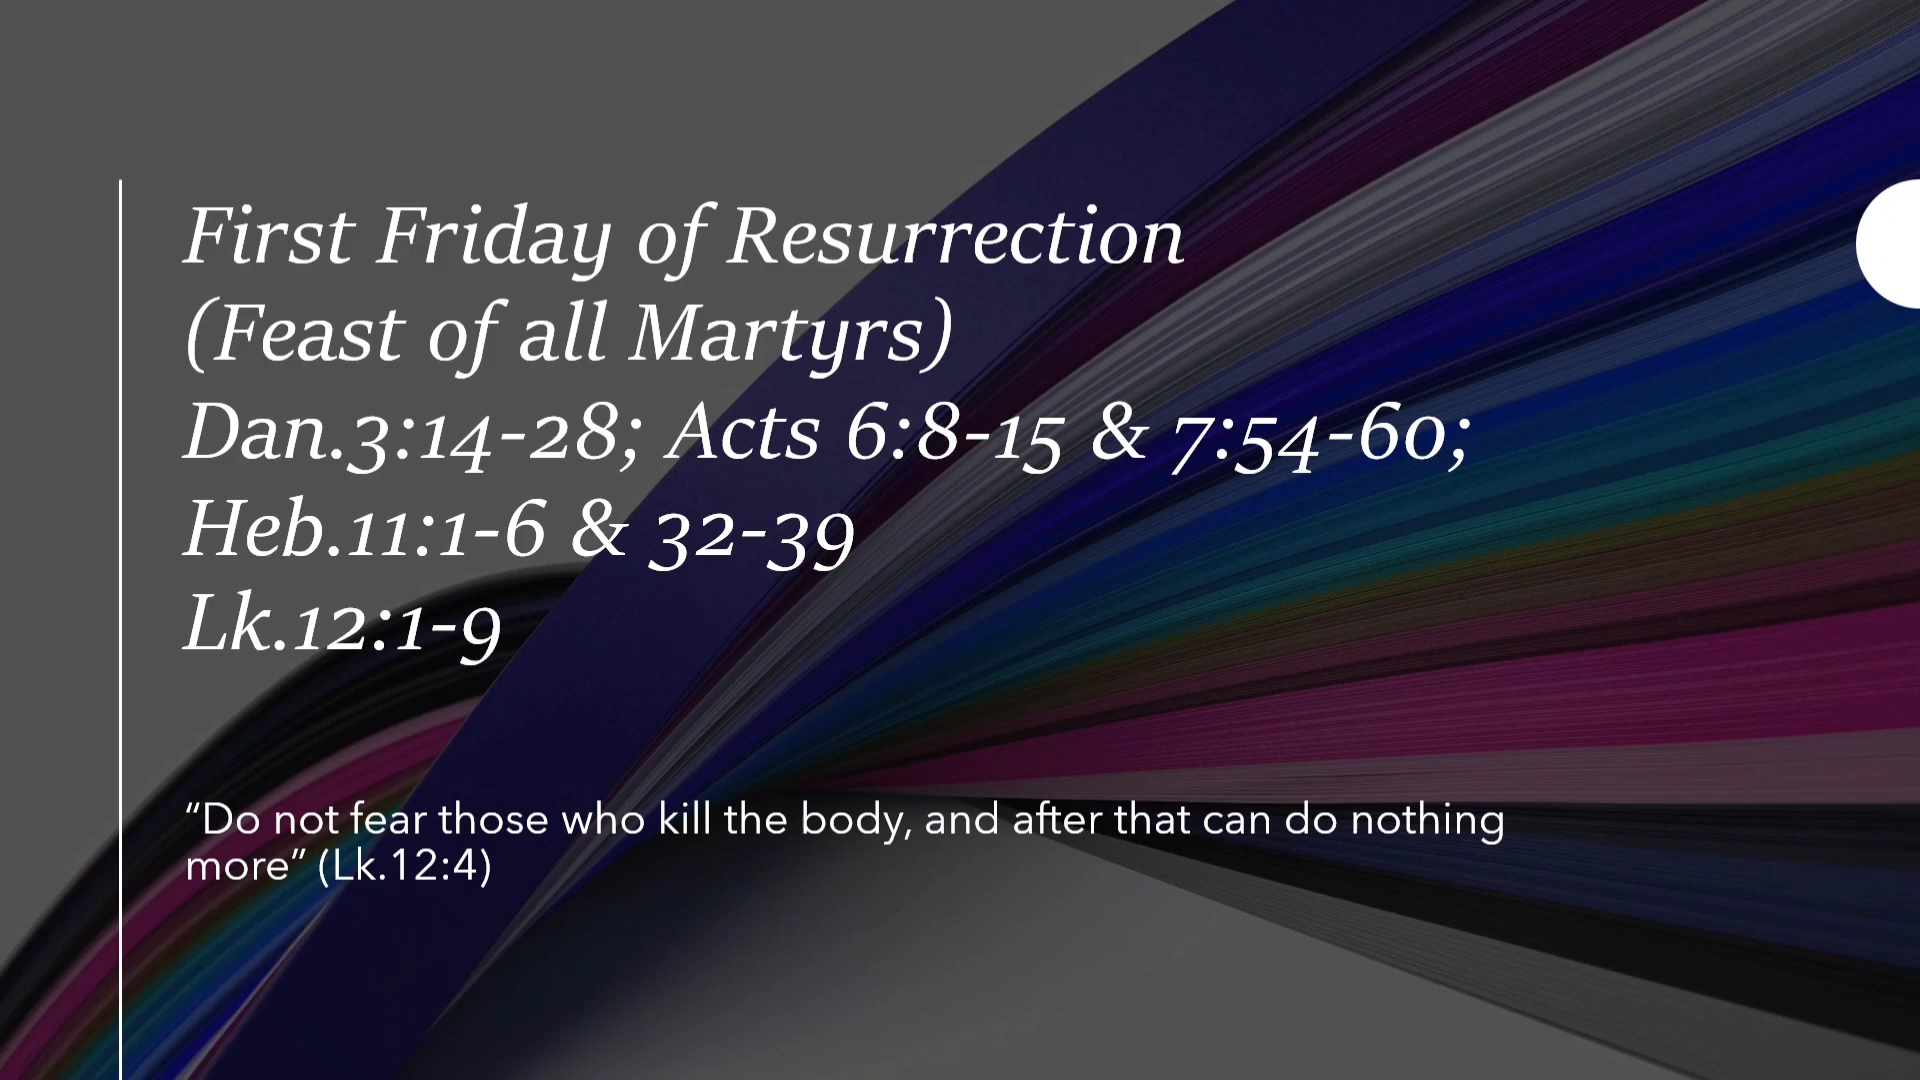 First Friday of Resurrection
(Feast of all Martyrs)
Dan.3:14-28; Acts 6:8-15 & 7:54-60;
Heb.11:1-6 & 32-39
Lk.12:1-9
“Do not fear those who kill the body, and after that can do nothing
more” (Lk.12:4)